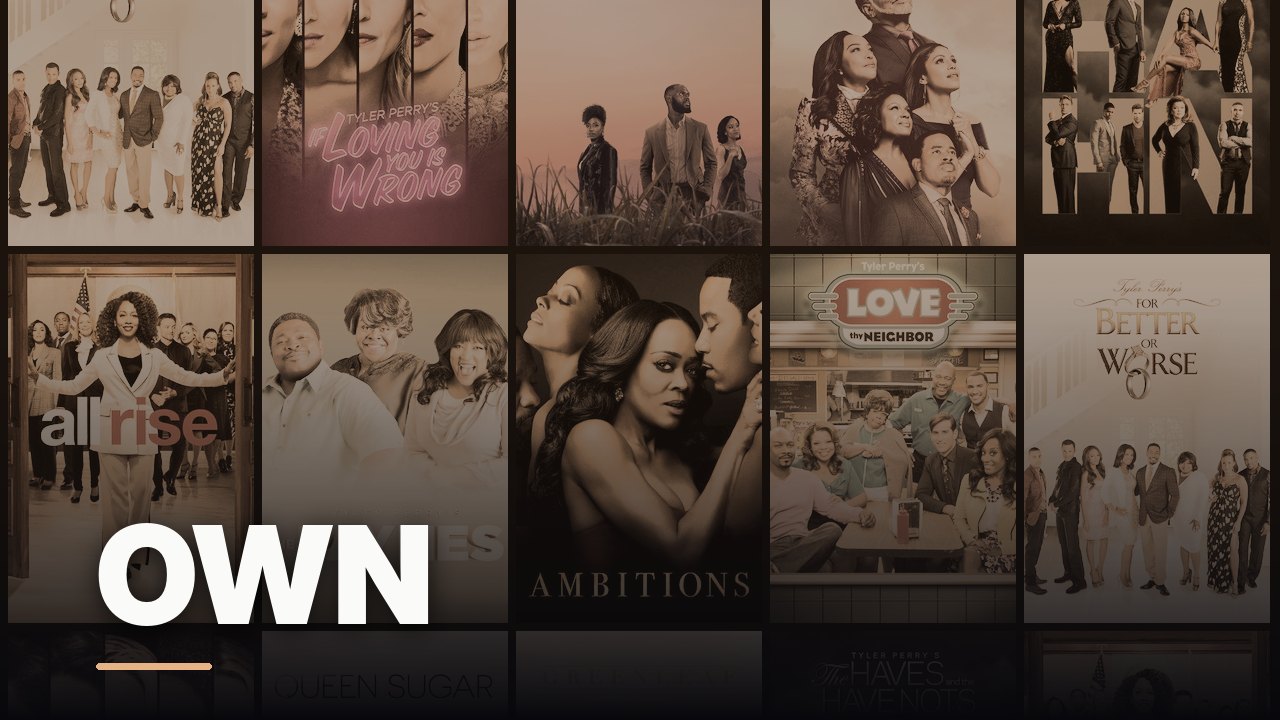 TYLER PERRY'S
IF LOVING
YOU IS
WRONG
all rise
AMBITIONS
Tyler Perry's
LOVE
thy NEIGHBOR
Tyler Perry's
FOR
BETTER
OR
WORSE
OWN
QUEEN SUGAR
GREENLEAF
TYLER PERRY'S
The HAVES and the
HAVE NOTS